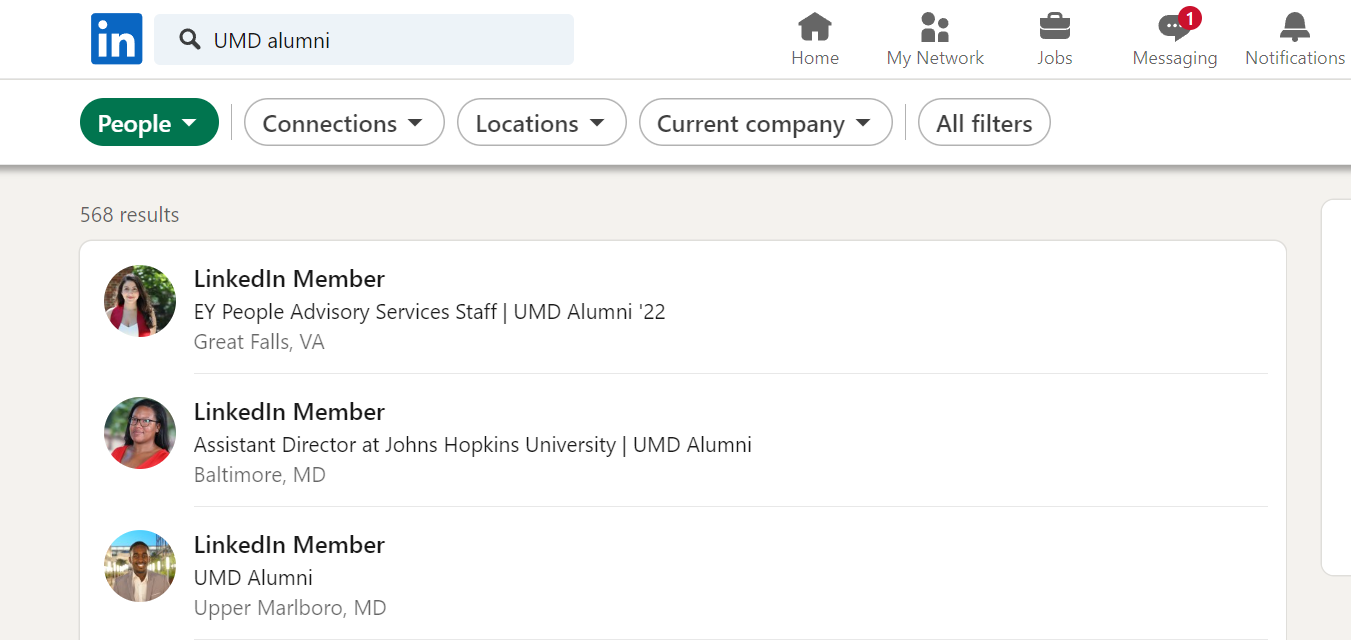 in
UMD alumni
Home
My Network
Jobs
1
Messaging
Notifications
People
Connections
Locations
Current company
All filters
568 results
LinkedIn Member
EY People Advisory Services Staff | UMD Alumni '22
Great Falls, VA
LinkedIn Member
Assistant Director at Johns Hopkins University | UMD Alumni
Baltimore, MD
LinkedIn Member
UMD Alumni
Upper Marlboro, MD